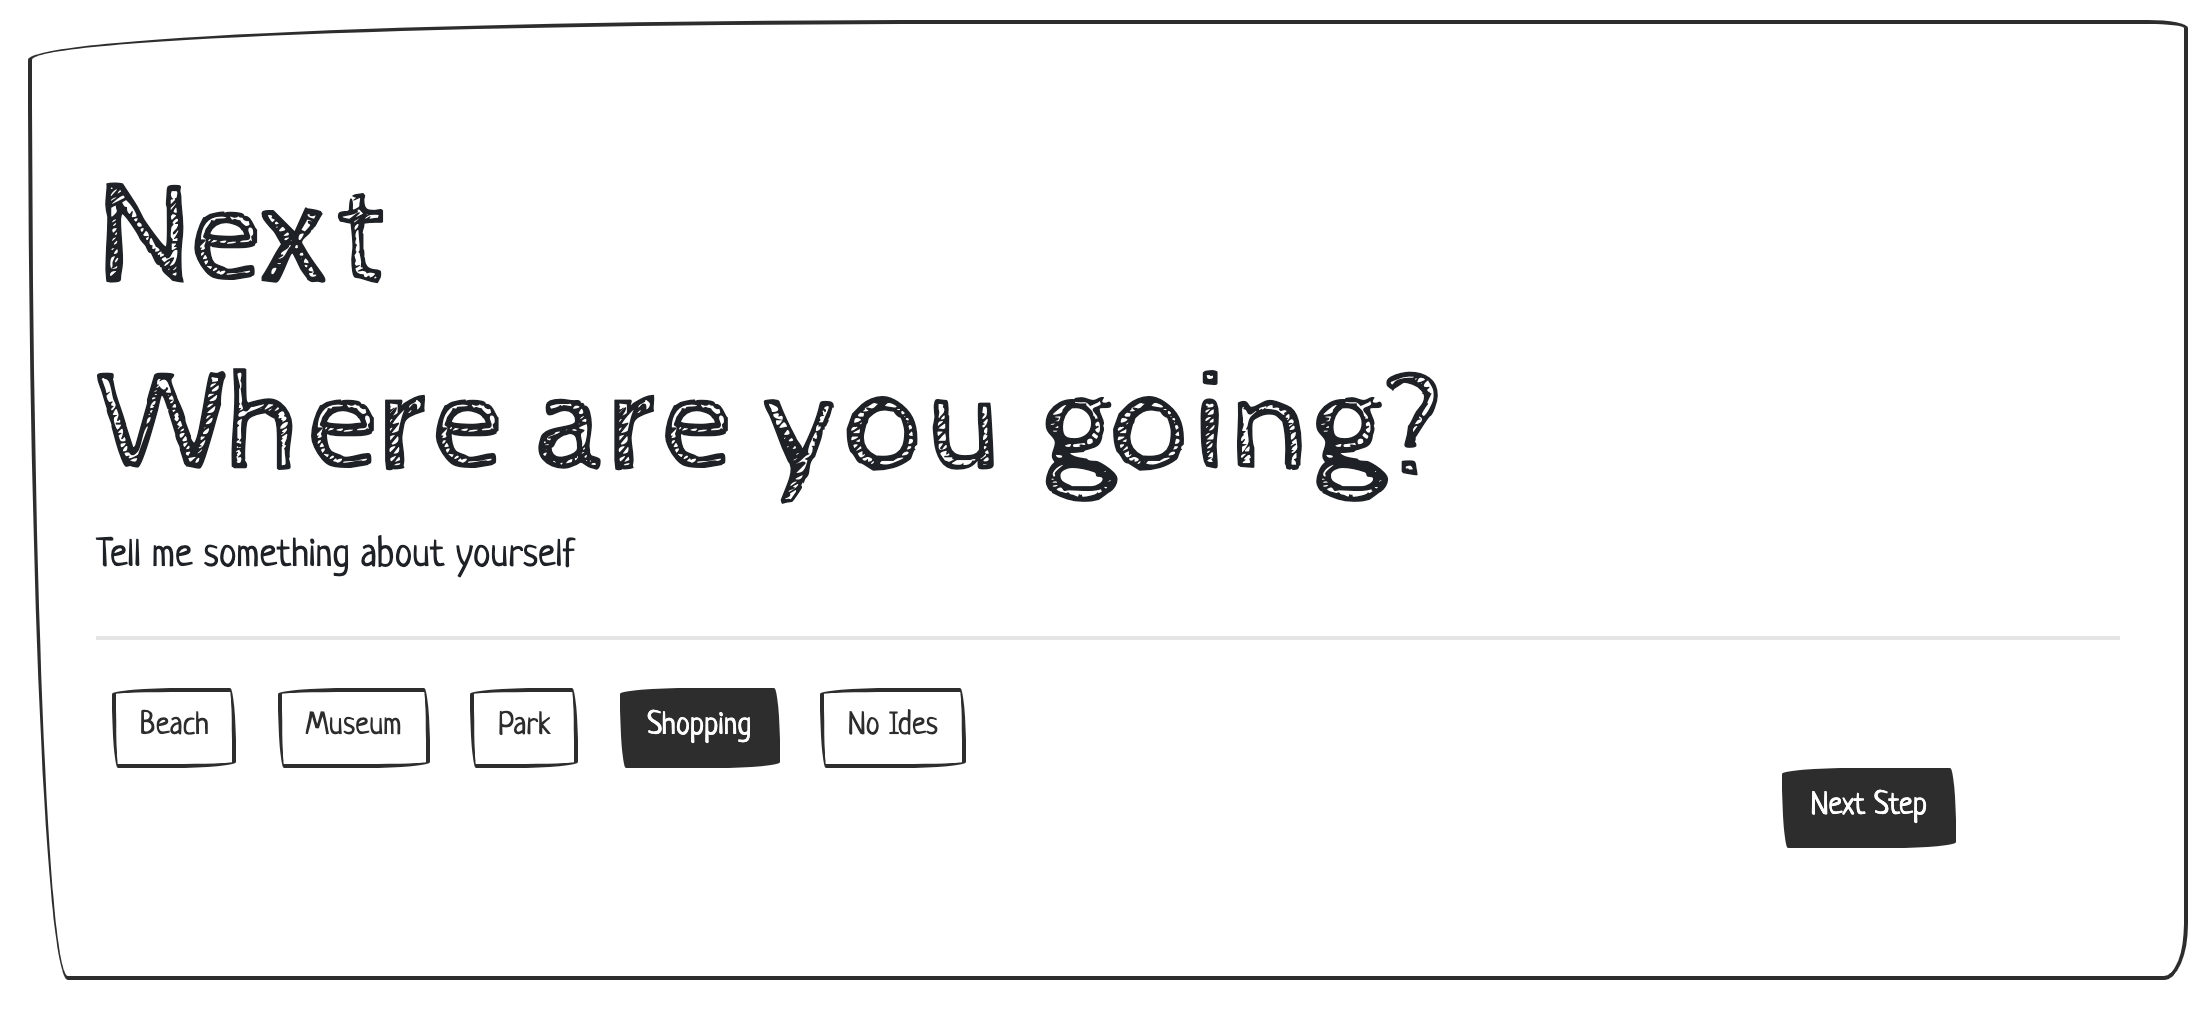 Next
Where are you going?
Tell me something about yourself
Beach Museum Park Shopping No Ides
Next Step